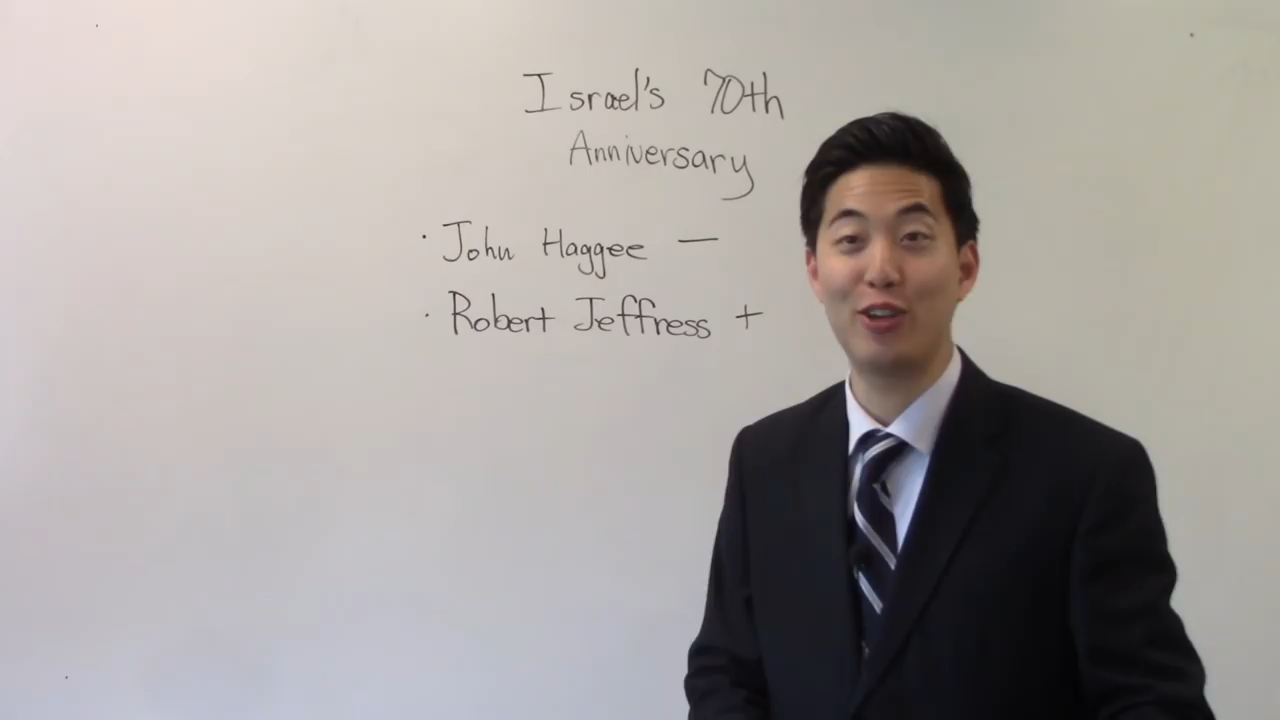 Israel's 70th
Anniversary
· John Haggee —
· Robert Jeffress +